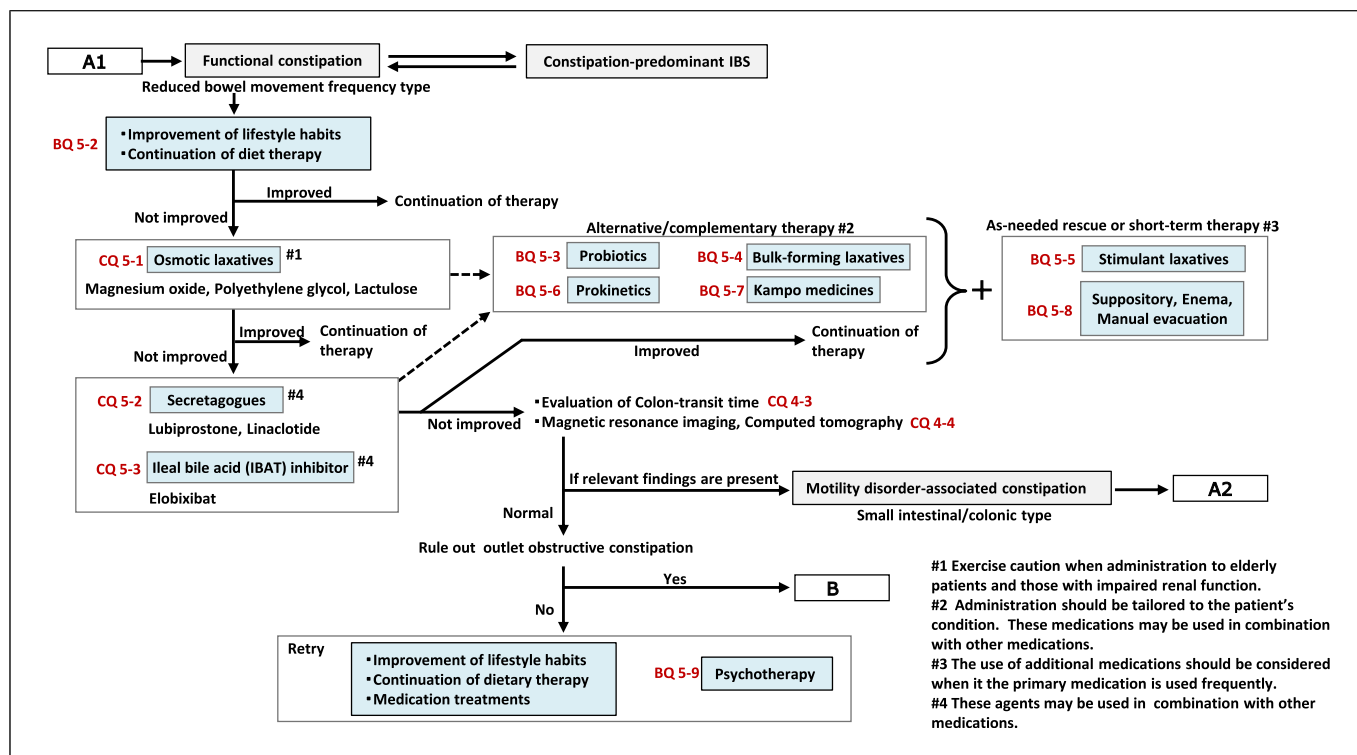 A1
Functional constipation
Constipation-predominant IBS
Reduced bowel movement frequency type
BQ 5-2
▪Improvement of lifestyle habits
▪Continuation of diet therapy
Improved
Continuation of therapy
Not improved
CQ 5-1
Osmotic laxatives
#1
Magnesium oxide, Polyethylene glycol, Lactulose
Alternative/complementary therapy #2
BQ 5-3
Probiotics
BQ 5-4
Bulk-forming laxatives
BQ 5-6
Prokinetics
BQ 5-7
Kampo medicines
+
As-needed rescue or short-term therapy #3
BQ 5-5
Stimulant laxatives
BQ 5-8
Suppository, Enema,
Manual evacuation
Improved
Continuation of
therapy
Not improved
Improved
Continuation of
therapy
CQ 5-2
Secretagogues
#4
Lubiprostone, Linaclotide
CQ 5-3
Ileal bile acid (IBAT) inhibitor
#4
Elobixibat
Not improved
▪Evaluation of Colon-transit time CQ 4-3
▪Magnetic resonance imaging, Computed tomography CQ 4-4
If relevant findings are present
Motility disorder-associated constipation
A2
Small intestinal/colonic type
Normal
Rule out outlet obstructive constipation
Yes
B
No
Retry
▪Improvement of lifestyle habits
▪Continuation of dietary therapy
▪Medication treatments
BQ 5-9
Psychotherapy
#1 Exercise caution when administration to elderly
patients and those with impaired renal function.
#2 Administration should be tailored to the patient’s
condition. These medications may be used in combination
with other medications.
#3 The use of additional medications should be considered
when it the primary medication is used frequently.
#4 These agents may be used in combination with other
medications.